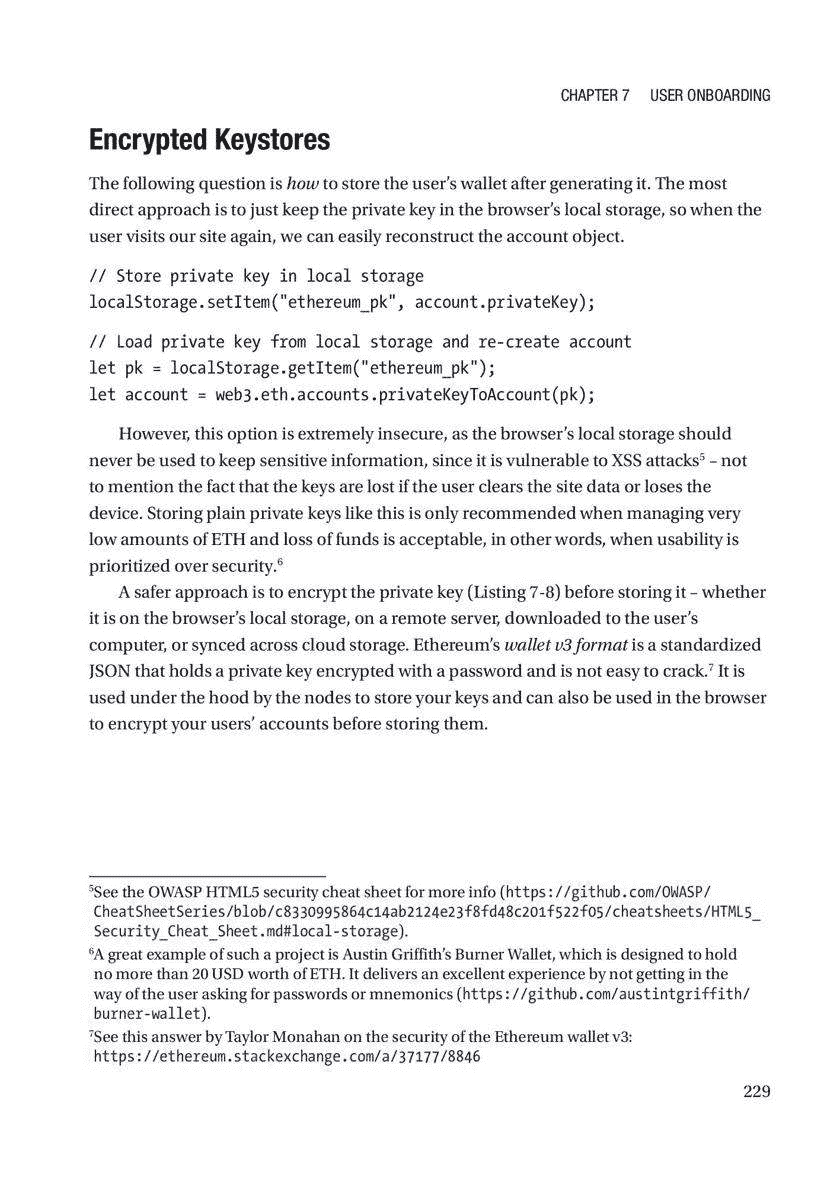 CHAPTER 7 USER ONBOARDING
Encrypted Keystores
The following question is how to store the user’s wallet after generating it. The most
direct approach is to just keep the private key in the browser’s local storage, so when the
user visits our site again, we can easily reconstruct the account object.
// Store private key in local storage
localStorage.setItem("ethereum_pk", account.privateKey);
// Load private key from local storage and re-create account
let pk = localStorage.getItem("ethereum_pk");
let account = web3.eth.accounts.privateKeyToAccount(pk);
However, this option is extremely insecure, as the browser’s local storage should
never be used to keep sensitive information, since it is vulnerable to XSS attacks⁵ – not
to mention the fact that the keys are lost if the user clears the site data or loses the
device. Storing plain private keys like this is only recommended when managing very
low amounts of ETH and loss of funds is acceptable, in other words, when usability is
prioritized over security.⁶
A safer approach is to encrypt the private key (Listing 7-8) before storing it – whether
it is on the browser’s local storage, on a remote server, downloaded to the user’s
computer, or synced across cloud storage. Ethereum’s wallet v3 format is a standardized
JSON that holds a private key encrypted with a password and is not easy to crack.⁷ It is
used under the hood by the nodes to store your keys and can also be used in the browser
to encrypt your users’ accounts before storing them.
⁵See the OWASP HTML5 security cheat sheet for more info (https://github.com/OWASP/
CheatSheetSeries/blob/c8330995864c14ab2124e23f8fd48c201f522f05/cheatsheets/HTML5_
Security_Cheat_Sheet.md#local-storage).
⁶A great example of such a project is Austin Griffith’s Burner Wallet, which is designed to hold
no more than 20 USD worth of ETH. It delivers an excellent experience by not getting in the
way of the user asking for passwords or mnemonics (https://github.com/austintgriffith/
burner-wallet).
⁷See this answer by Taylor Monahan on the security of the Ethereum wallet v3:
https://ethereum.stackexchange.com/a/37177/8846
229